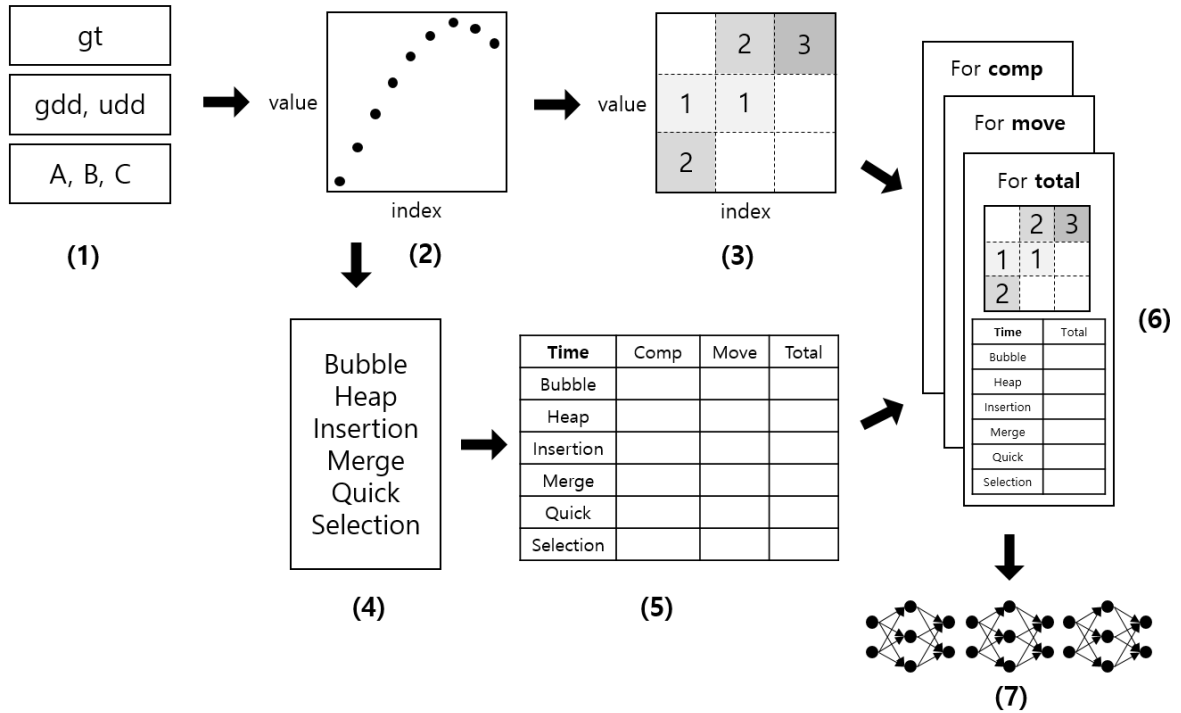 gt
gdd, udd
A, B, C
(1)
value
index
(2)
value
2 3
1 1
2
index
(3)
Bubble
Heap
Insertion
Merge
Quick
Selection
(4)
Time Comp Move Total
Bubble
Heap
Insertion
Merge
Quick
Selection
(5)
For comp
For move
For total
2 3
1 1
2
Time Total
Bubble
Heap
Insertion
Merge
Quick
Selection
(6)
(7)